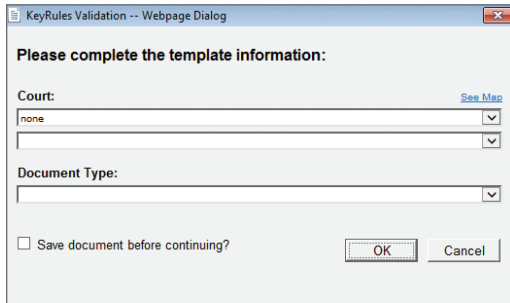 KeyRules Validation -- Webpage Dialog
Please complete the template information:
Court:
See Map
none
Document Type:
Save document before continuing?
OK
Cancel